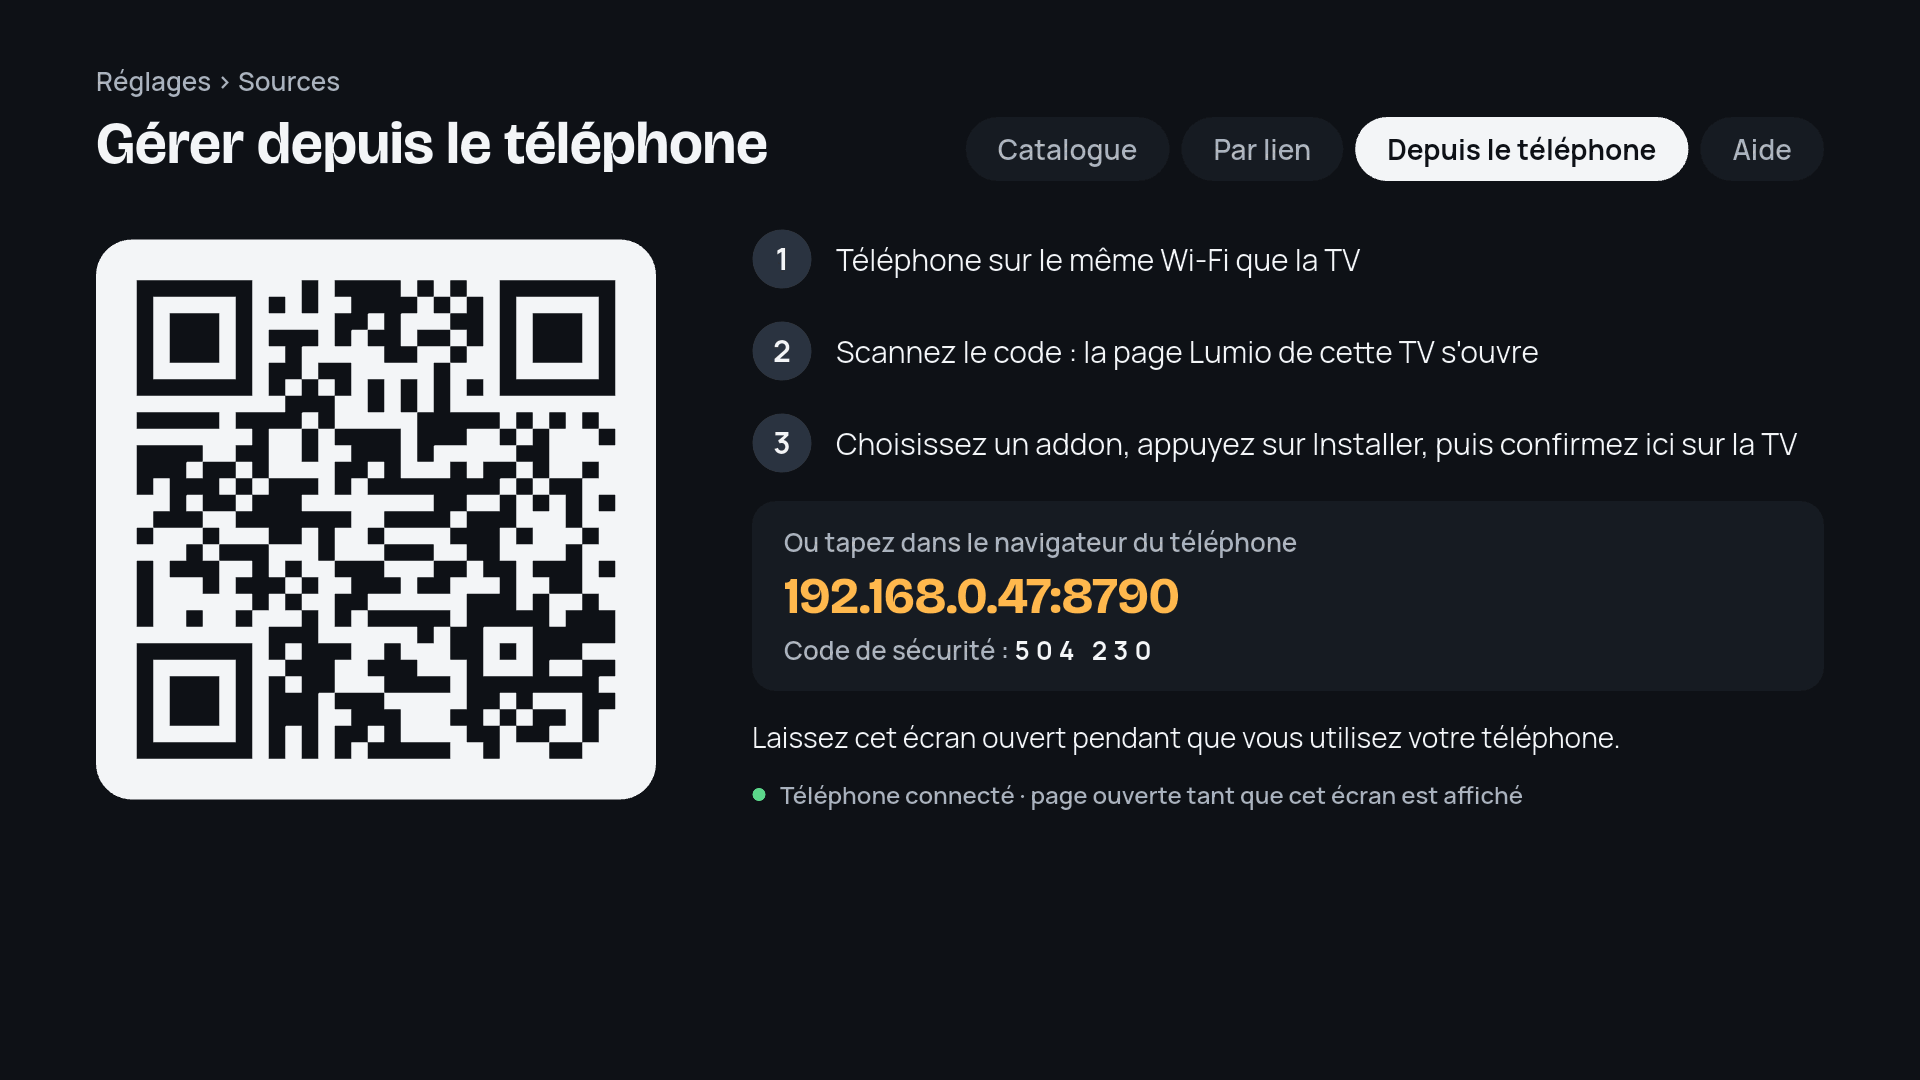 Réglages › Sources
Gérer depuis le téléphone
Catalogue
Par lien
Depuis le téléphone
Aide
1
Téléphone sur le même Wi-Fi que la TV
2
Scannez le code : la page Lumio de cette TV s'ouvre
3
Choisissez un addon, appuyez sur Installer, puis confirmez ici sur la TV
Ou tapez dans le navigateur du téléphone
192.168.0.47:8790
Code de sécurité : 504 230
Laissez cet écran ouvert pendant que vous utilisez votre téléphone.
Téléphone connecté · page ouverte tant que cet écran est affiché